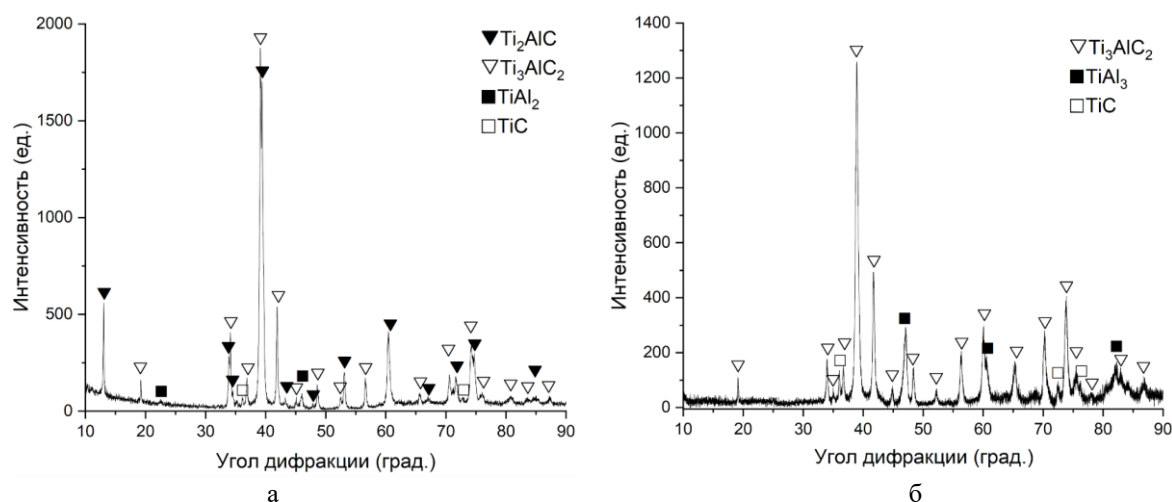 2000
1500
1000
500
0
Интенсивность (ед.)
▼Ti₂AlC
▽Ti₃AlC₂
■TiAl₂
□TiC
10 20 30 40 50 60 70 80 90
Угол дифракции (град.)
а
1400
1200
1000
800
600
400
200
0
Интенсивность (ед.)
▽Ti₃AlC₂
■TiAl₃
□TiC
10 20 30 40 50 60 70 80 90
Угол дифракции (град.)
б